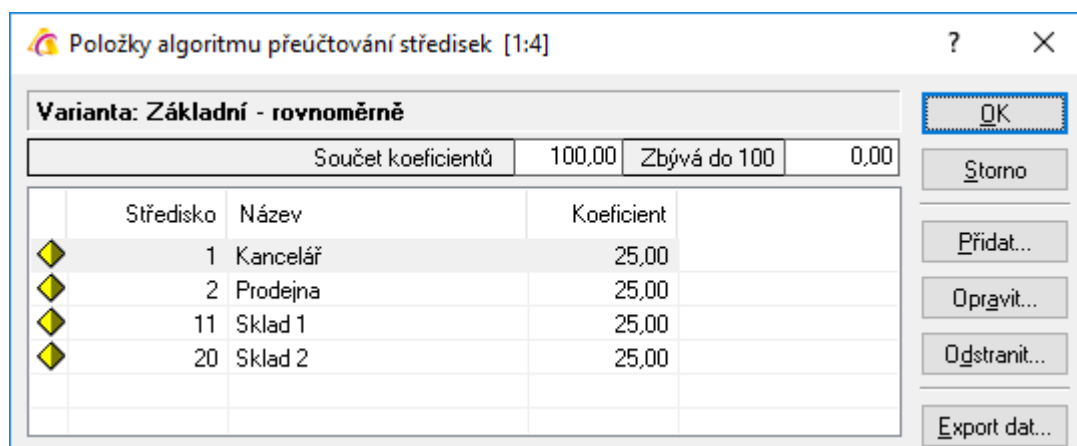 Položky algoritmu přeúčtování středisek [1:4] ? ×
Varianta: Základní - rovnoměrně
OK
Součet koeficientů 100,00 Zbývá do 100 0,00
Storno
Středisko Název Koeficient
1 Kancelář 25,00
Přidat...
2 Prodejna 25,00
Opravit...
11 Sklad 1 25,00
20 Sklad 2 25,00
Odstranit...
Export dat...